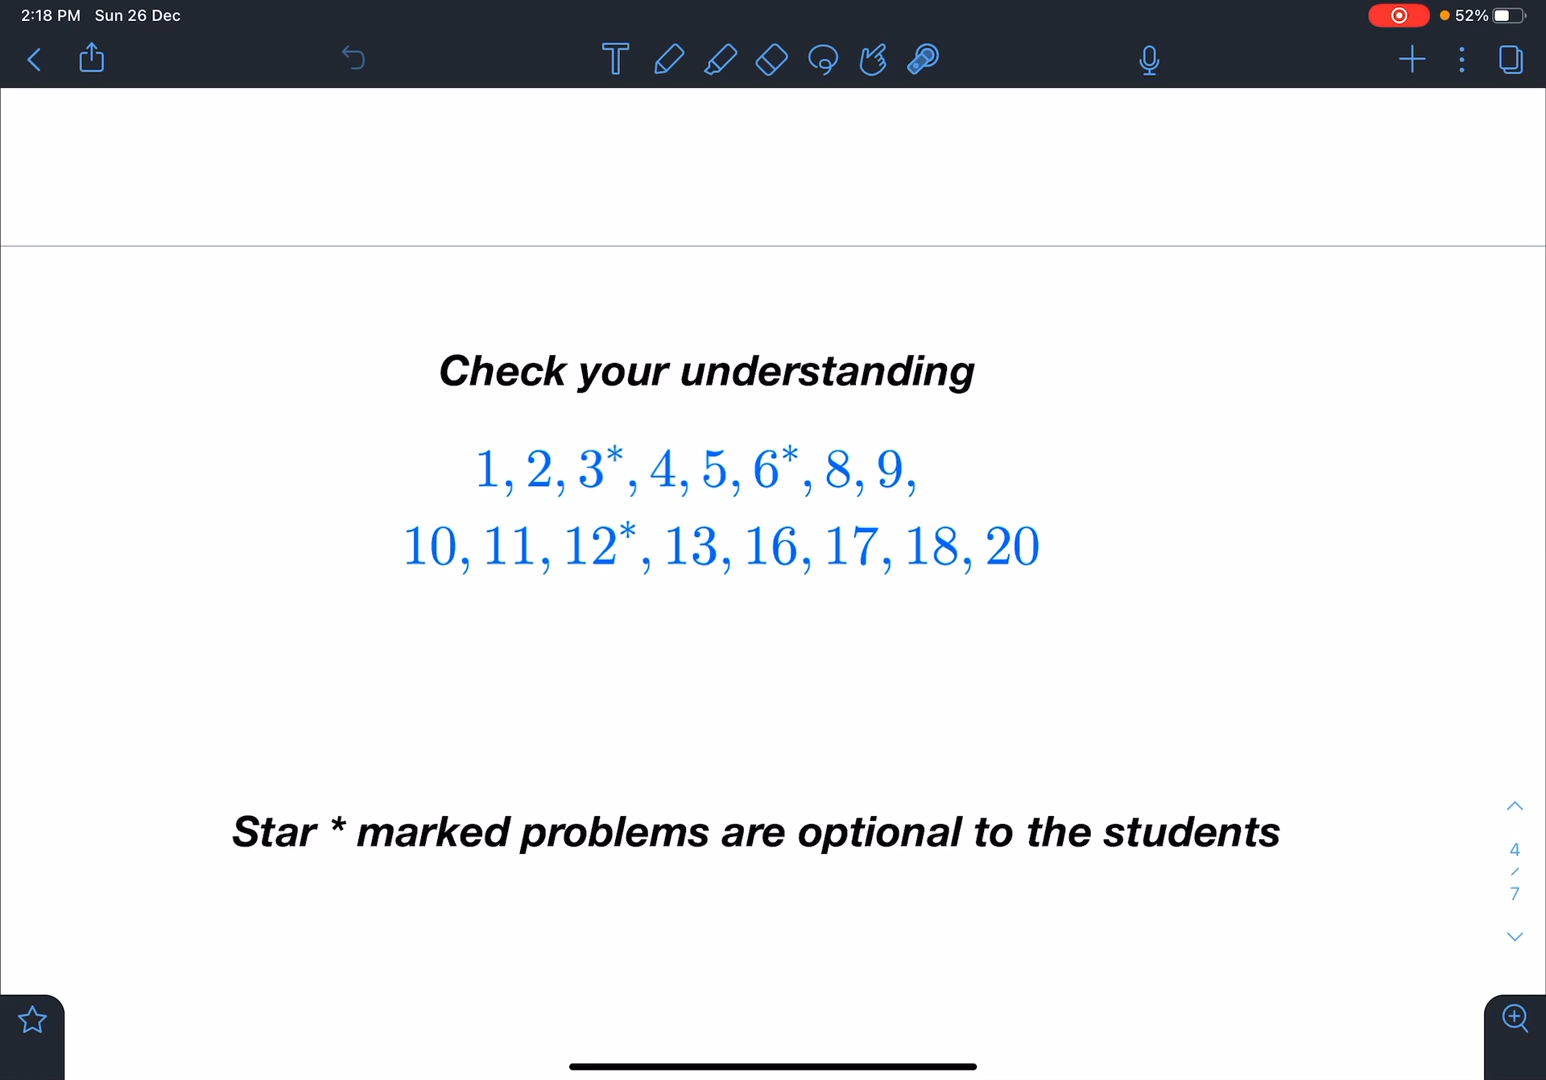 2:18 PM Sun 26 Dec
52%
Check your understanding
1, 2, 3*, 4, 5, 6*, 8, 9,
10, 11, 12*, 13, 16, 17, 18, 20
Star * marked problems are optional to the students
4
/
7